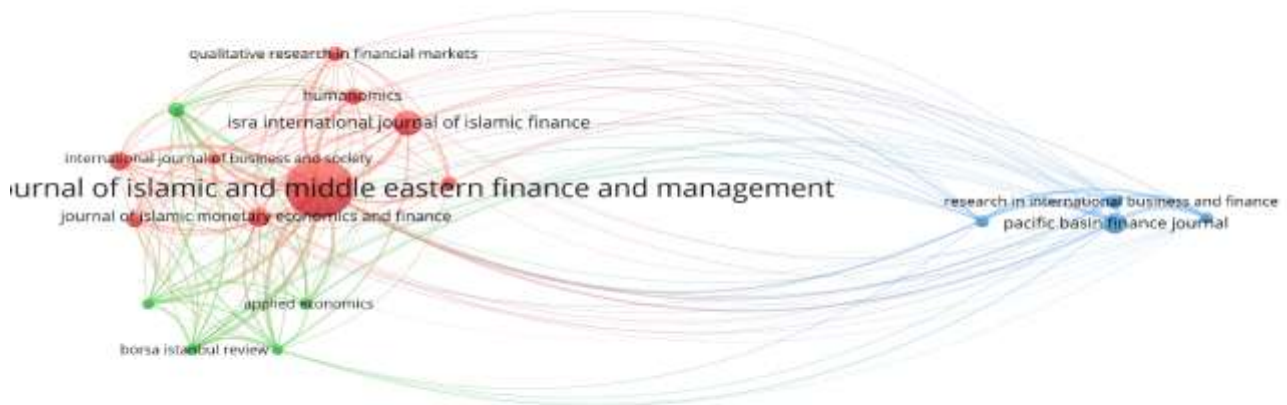 qualitative research in financial markets
humanomics
isra international journal of islamic finance
international journal of business and society
urnal of islamic and middle eastern finance and management
journal of islamic monetary economics and finance
research in international business and finance
pacific basin finance journal
applied economics
borsa istanbul review